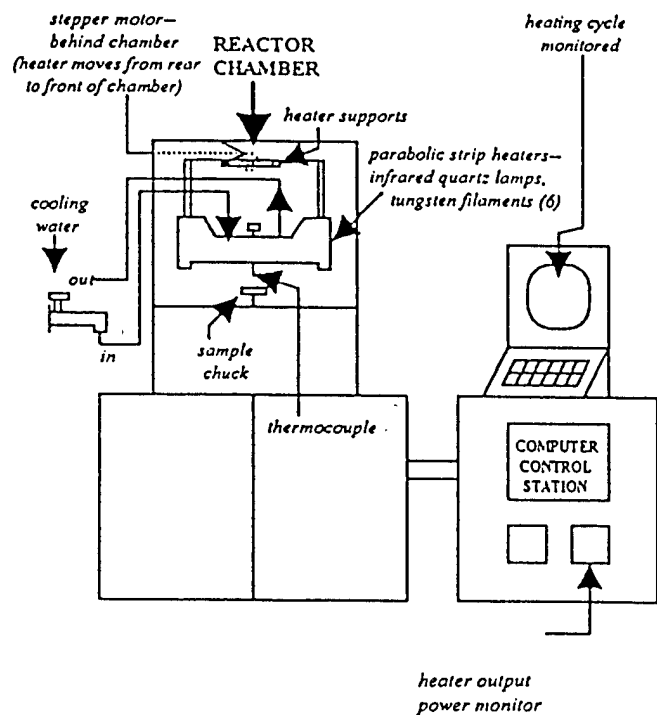 stepper motor—
behind chamber
(heater moves from rear
to front of chamber)
REACTOR
CHAMBER
heating cycle
monitored
heater supports
parabolic strip heaters—
infrared quartz lamps,
tungsten filaments (6)
cooling
water
out
in
sample
chuck
thermocouple
COMPUTER
CONTROL
STATION
heater output
power monitor